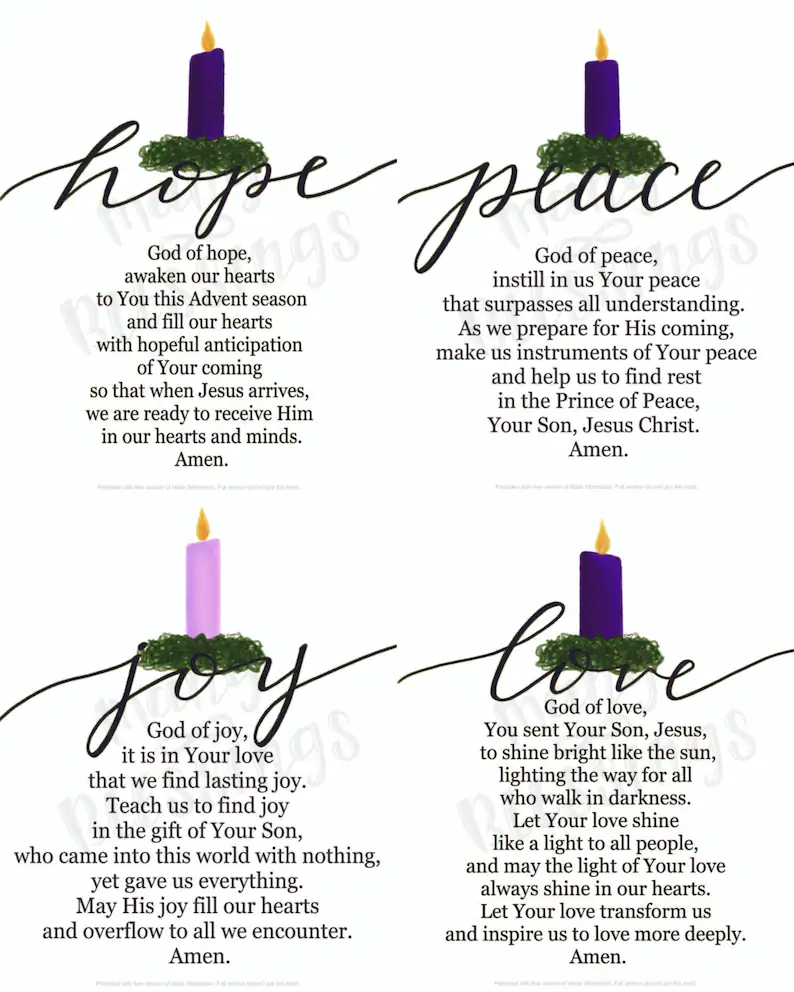 hope
God of hope,
awaken our hearts
to You this Advent season
and fill our hearts
with hopeful anticipation
of Your coming
so that when Jesus arrives,
we are ready to receive Him
in our hearts and minds.
Amen.
peace
God of peace,
instill in us Your peace
that surpasses all understanding.
As we prepare for His coming,
make us instruments of Your peace
and help us to find rest
in the Prince of Peace,
Your Son, Jesus Christ.
Amen.
joy
God of joy,
it is in Your love
that we find lasting joy.
Teach us to find joy
in the gift of Your Son,
who came into this world with nothing,
yet gave us everything.
May His joy fill our hearts
and overflow to all we encounter.
Amen.
love
God of love,
You sent Your Son, Jesus,
to shine bright like the sun,
lighting the way for all
who walk in darkness.
Let Your love shine
like a light to all people,
and may the light of Your love
always shine in our hearts.
Let Your love transform us
and inspire us to love more deeply.
Amen.